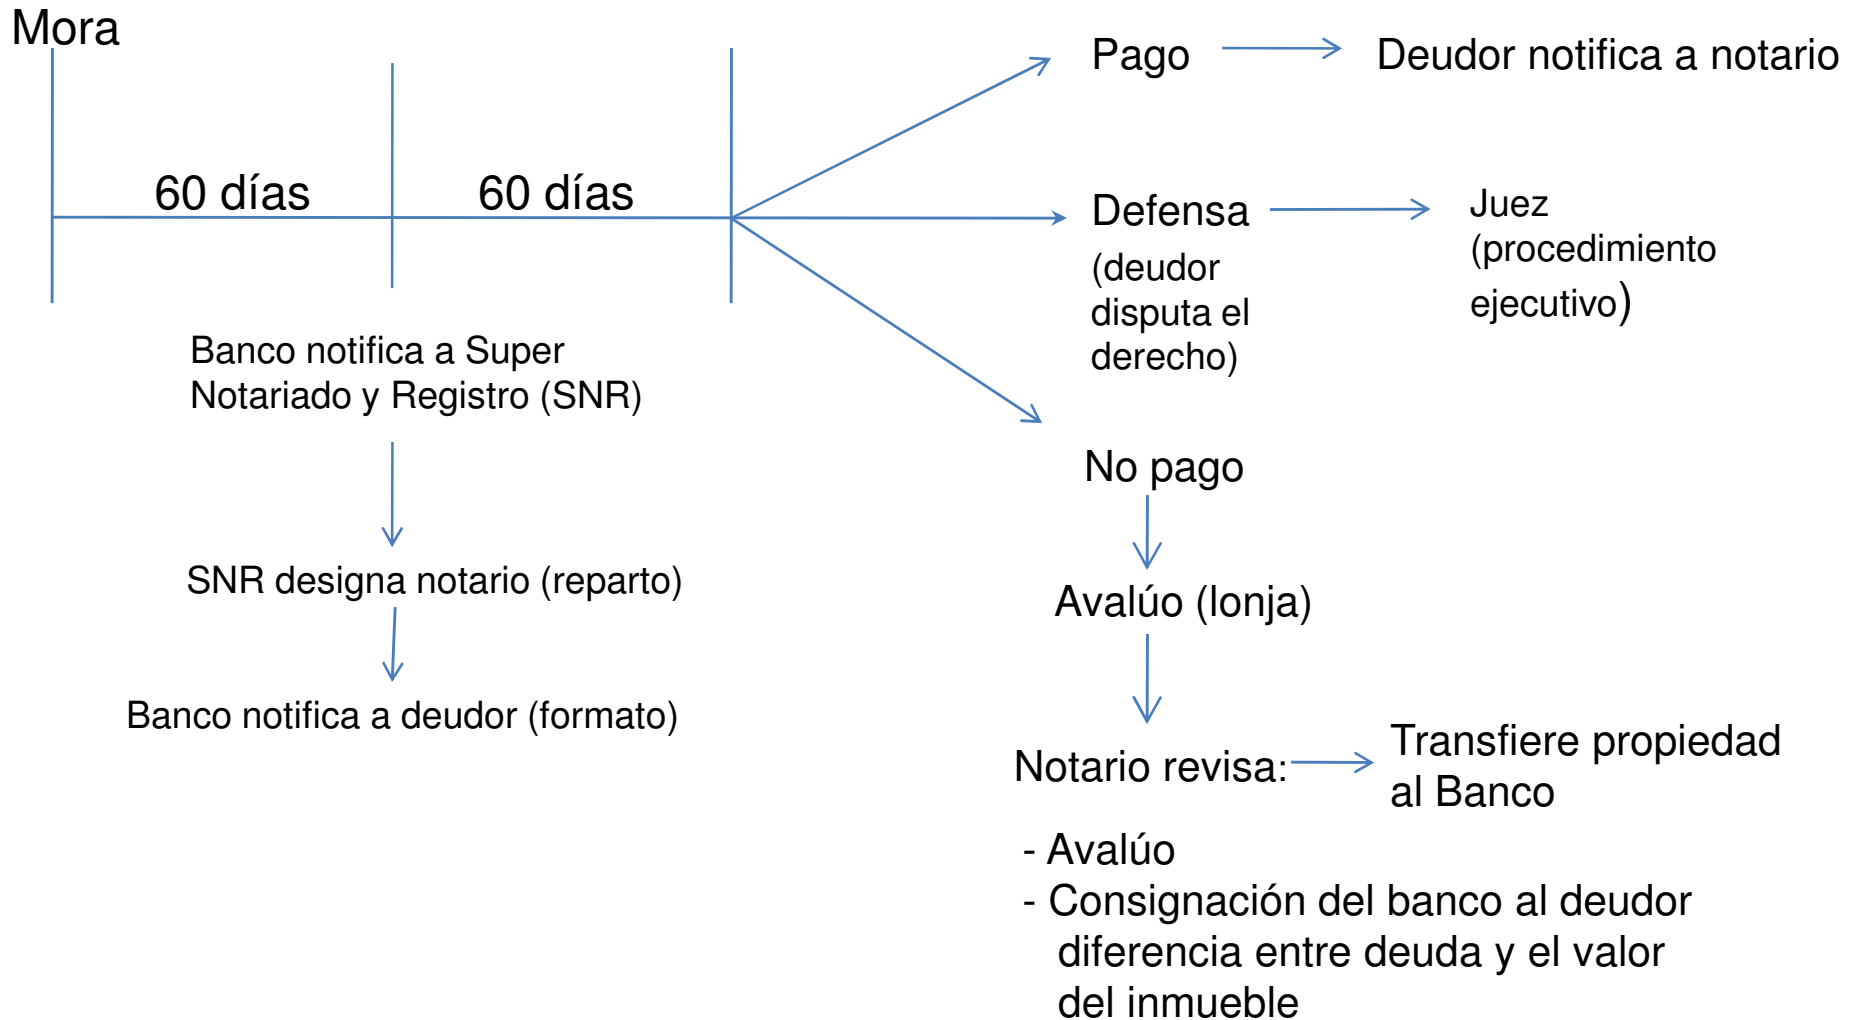 Mora
60 días
60 días
Banco notifica a Super
Notariado y Registro (SNR)
SNR designa notario (reparto)
Banco notifica a deudor (formato)
Pago
Deudor notifica a notario
Defensa
(deudor
disputa el
derecho)
Juez
(procedimiento
ejecutivo)
No pago
Avalúo (lonja)
Notario revisa:
Transfiere propiedad
al Banco
- Avalúo
- Consignación del banco al deudor
diferencia entre deuda y el valor
del inmueble